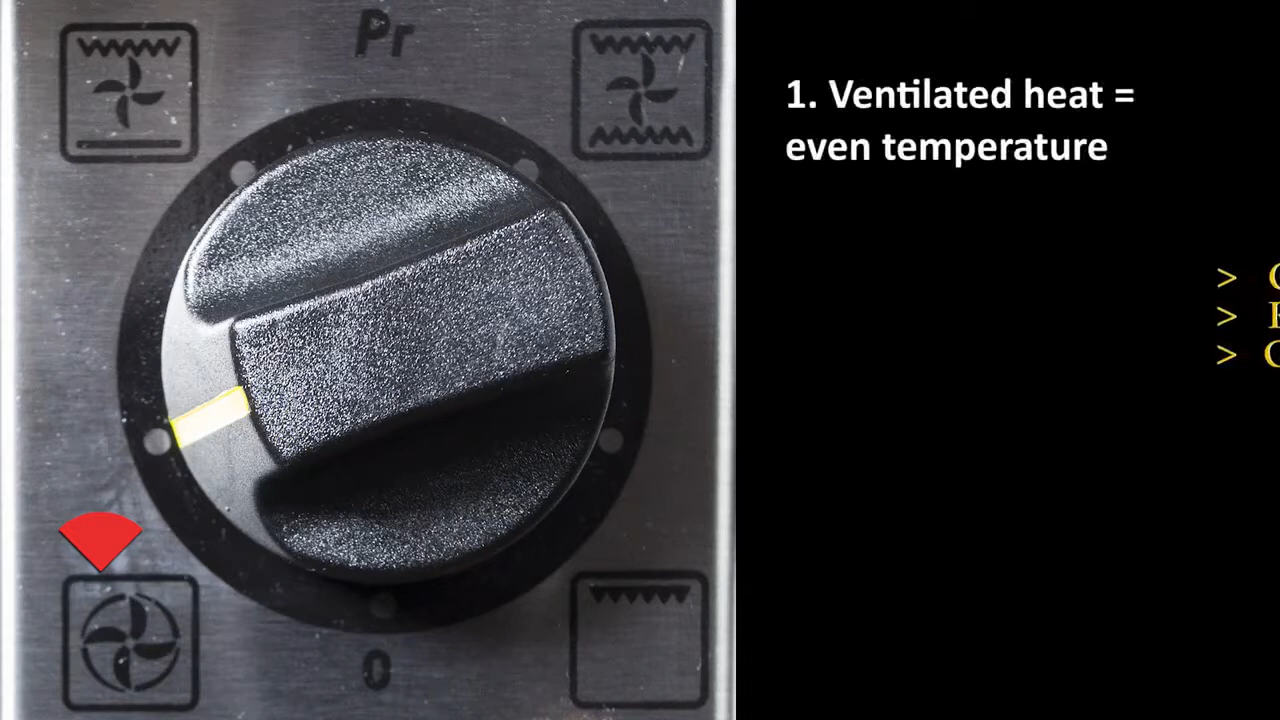 Pr
1. Ventilated heat =
even temperature
>
>
>
0